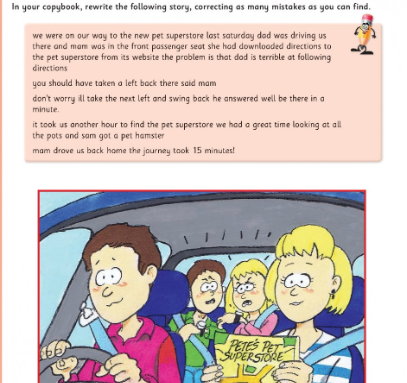 In your copybook, rewrite the following story, correcting as many mistakes as you can find.
we were on our way to the new pet superstore last saturday dad was driving us
there and mam was in the front passenger seat she had downloaded directions to
the pet superstore from its website the problem is that dad is terrible at following
directions
you should have taken a left back there said mam
don't worry ill take the next left and swing back he answered well be there in a
minute.
it took us another hour to find the pet superstore we had a great time looking at all
the pets and sam got a pet hamster
mam drove us back home the journey took 15 minutes!
PETE'S PET
SUPERSTORE